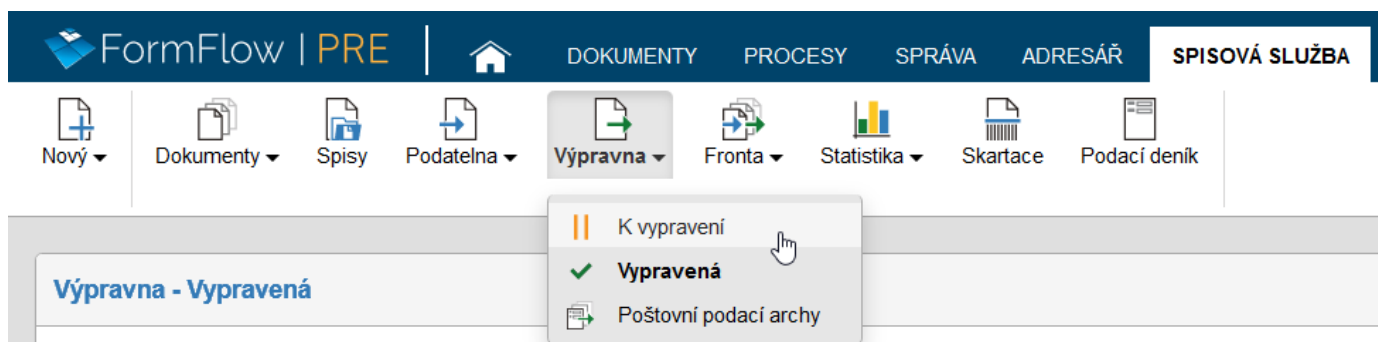 FormFlow | PRE
DOKUMENTY PROCESY SPRÁVA ADRESÁŘ SPISOVÁ SLUŽBA
Nový Dokumenty Spisy Podatelna Výpravna Fronta Statistika Skartace Podací deník
K vypravení
Vypravená
Poštovní podací archy
Výpravna - Vypravená